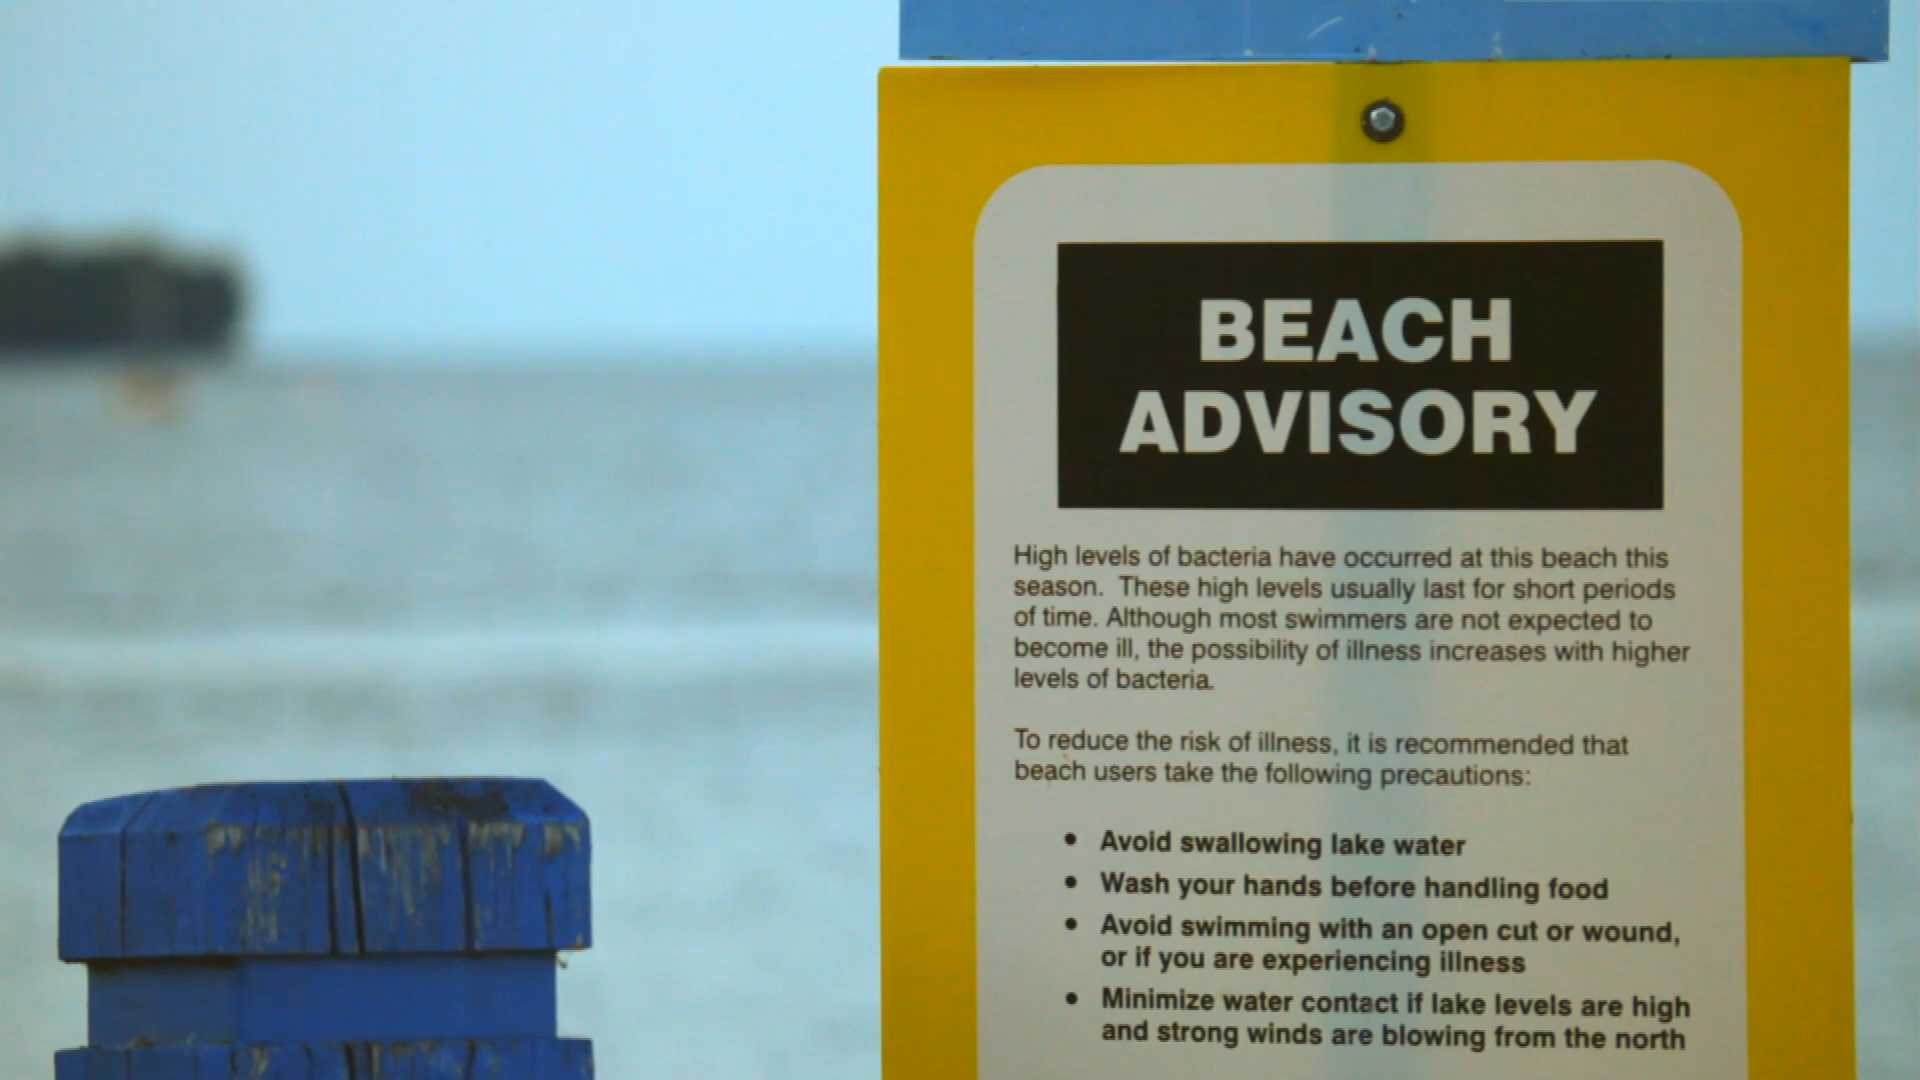 BEACH
ADVISORY
High levels of bacteria have occurred at this beach this
season.  These high levels usually last for short periods
of time. Although most swimmers are not expected to
become ill, the possibility of illness increases with higher
levels of bacteria.
To reduce the risk of illness, it is recommended that
beach users take the following precautions:
• Avoid swallowing lake water
• Wash your hands before handling food
• Avoid swimming with an open cut or wound,
or if you are experiencing illness
• Minimize water contact if lake levels are high
and strong winds are blowing from the north